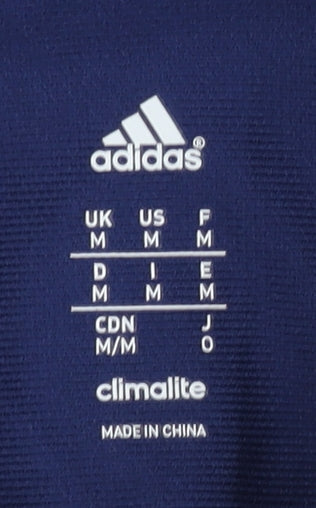 adidas®
UK US F
M M M
D I E
M M M
CDN J
M/M O
climalite
MADE IN CHINA